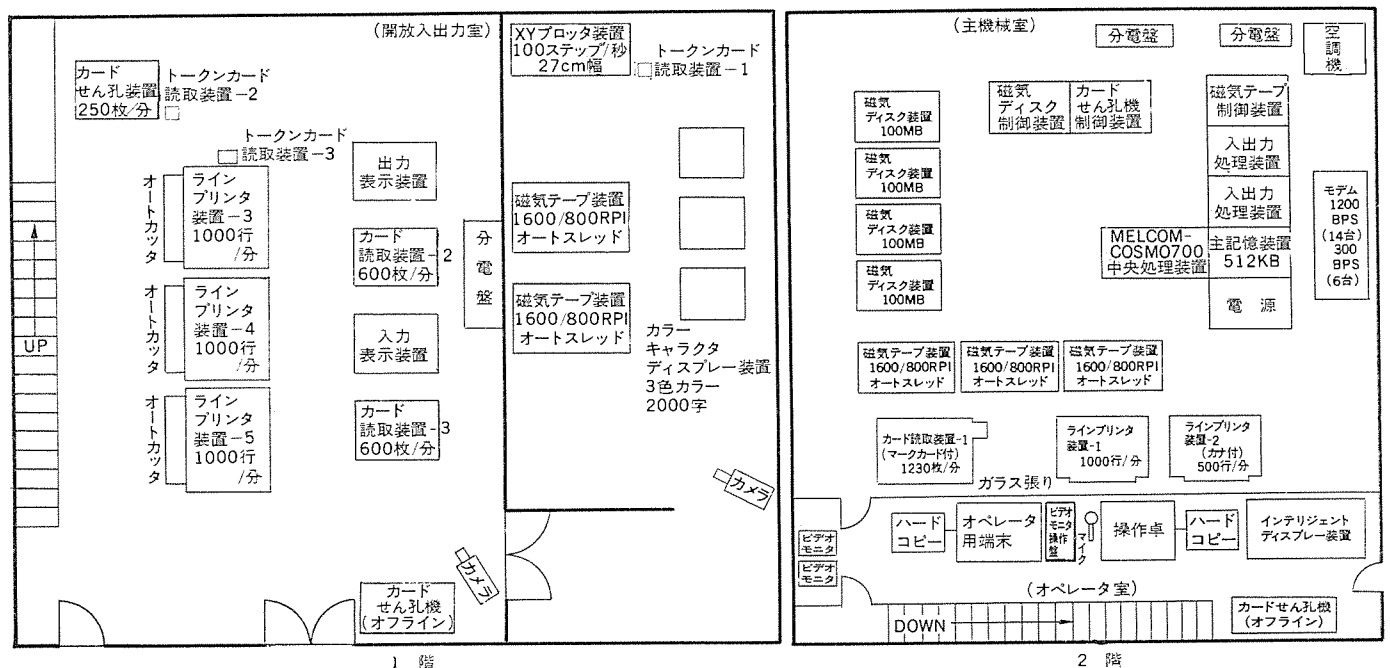 (開放入出力室)
カード
せん孔装置
250枚/分
トークンカード
読取装置-2
トークンカード
読取装置-3
オートカッタ
ライン
プリンタ
装置-3
1000行
/分
オートカッタ
ライン
プリンタ
装置-4
1000行
/分
オートカッタ
ライン
プリンタ
装置-5
1000行
/分
UP
出力
表示装置
カード
読取装置-2
600枚/分
入力
表示装置
カード
読取装置-3
600枚/分
分電盤
カメラ
カード
せん孔機
(オフライン)
XYプロッタ装置
100ステップ/秒
27cm幅
トークンカード
読取装置-1
磁気テープ装置
1600/800RPI
オートスレッド
磁気テープ装置
1600/800RPI
オートスレッド
カラー
キャラクタ
ディスプレー装置
3色カラー
2000字
カメラ
1 階
(主機械室)
分電盤
分電盤
空調機
磁気
ディスク装置
100MB
磁気
ディスク装置
100MB
磁気
ディスク装置
100MB
磁気
ディスク装置
100MB
磁気
ディスク
制御装置
カード
せん孔機
制御装置
磁気テープ
制御装置
入出力
処理装置
入出力
処理装置
MELCOM-
COSMO700
中央処理装置
主記憶装置
512KB
電 源
モデム
1200
BPS
(14台)
300
BPS
(6台)
磁気テープ装置
1600/800RPI
オートスレッド
磁気テープ装置
1600/800RPI
オートスレッド
磁気テープ装置
1600/800RPI
オートスレッド
カード読取装置-1
(マークカード付)
1230枚/分
ラインプリンタ
装置-1
1000行/分
ラインプリンタ
装置-2
(カナ付)
500行/分
ガラス張り
ビデオ
モニタ
ビデオ
モニタ
ハード
コピー
オペレータ
用端末
ビデオ
モニタ
操作
盤
マイク
操作卓
ハード
コピー
インテリジェント
ディスプレー装置
(オペレータ室)
DOWN
カードせん孔機
(オフライン)
2 階